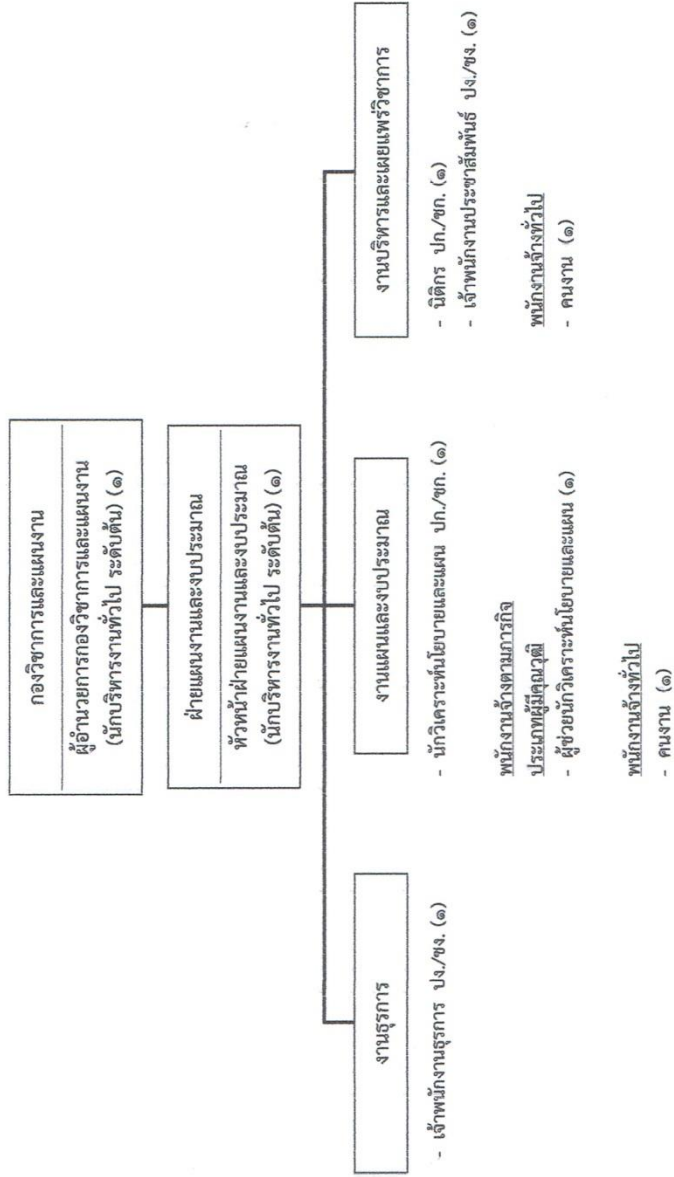 กองวิชาการและแผนงาน
ผู้อำนวยการกองวิชาการและแผนงาน
(นักบริหารงานทั่วไป ระดับต้น) (๑)
ฝ่ายแผนงานและงบประมาณ
หัวหน้าฝ่ายแผนงานและงบประมาณ
(นักบริหารงานทั่วไป ระดับต้น) (๑)
งานธุรการ
- เจ้าพนักงานธุรการ ปง./ชง. (๑)
งานแผนและงบประมาณ
- นักวิเคราะห์นโยบายและแผน ปก./ชก. (๑)
พนักงานจ้างตามภารกิจ
ประเภทผู้มีคุณวุฒิ
- ผู้ช่วยนักวิเคราะห์นโยบายและแผน (๑)
พนักงานจ้างทั่วไป
- คนงาน (๑)
งานบริหารและเผยแพร่วิชาการ
- นิติกร ปก./ชก. (๑)
- เจ้าพนักงานประชาสัมพันธ์ ปง./ชง. (๑)
พนักงานจ้างทั่วไป
- คนงาน (๑)